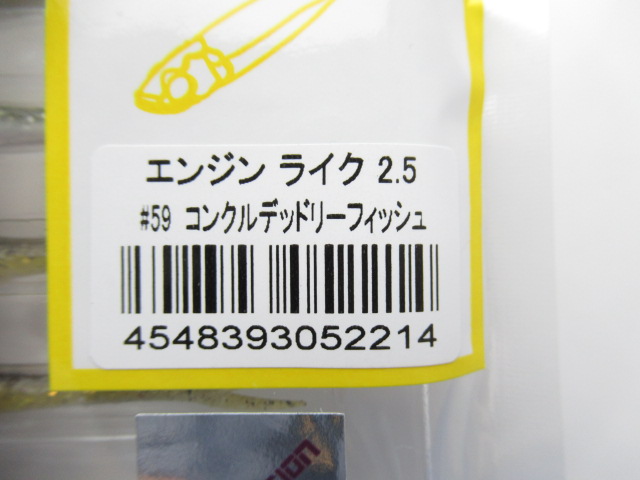 エンジン ライク 2.5
#59 コンクルデッドリーフィッシュ
4548393052214